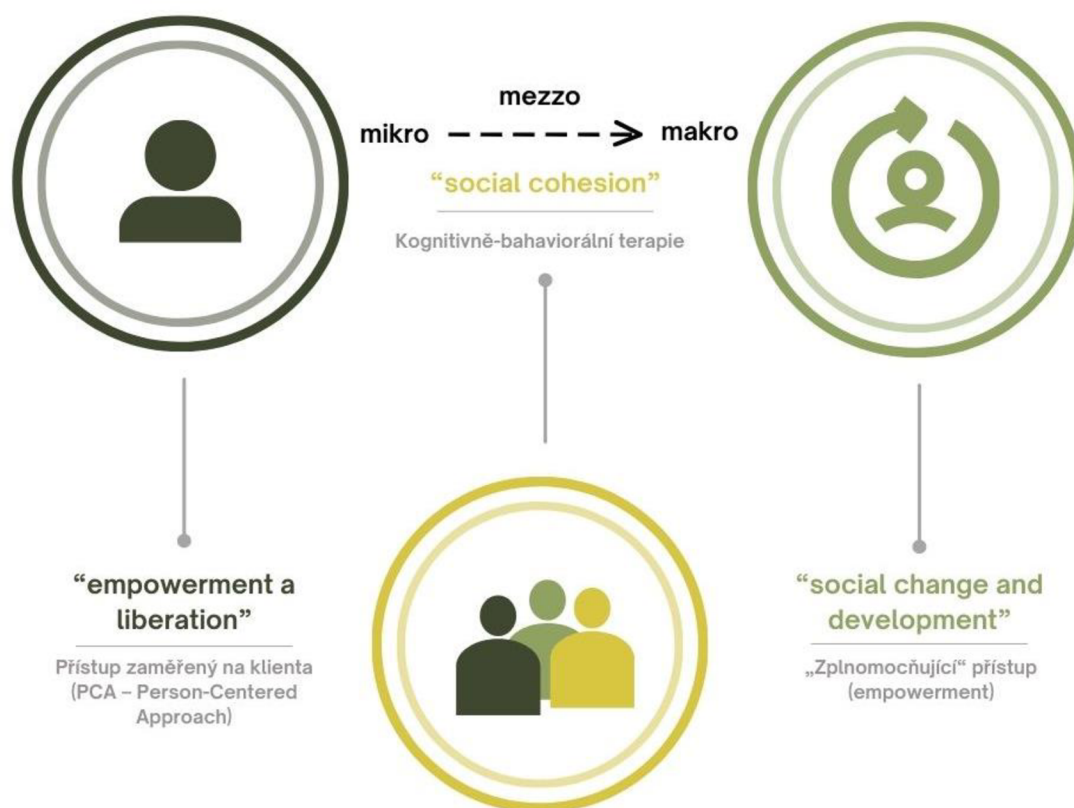 mezzo
mikro
makro
“social cohesion”
Kognitivně-bahaviorální terapie
“empowerment a
liberation”
Přístup zaměřený na klienta
(PCA – Person-Centered
Approach)
“social change and
development”
„Zplnomocňující“ přístup
(empowerment)